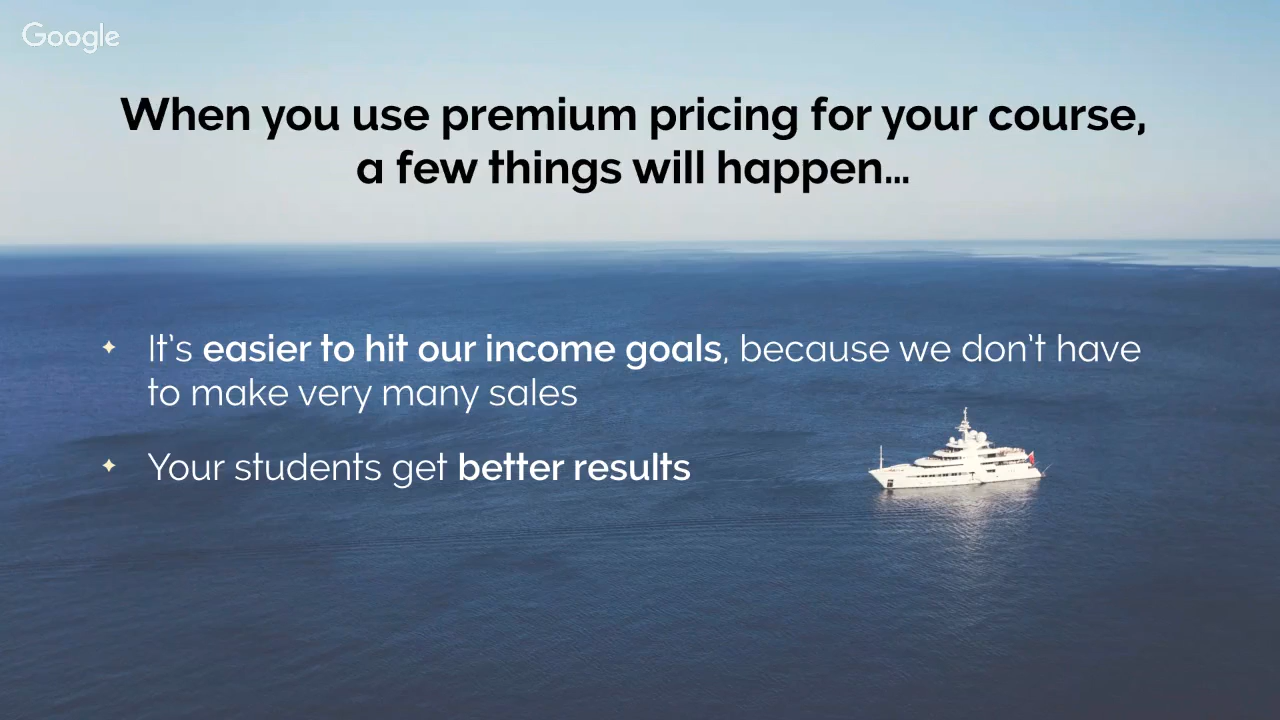 Google
When you use premium pricing for your course,
a few things will happen...
It's easier to hit our income goals, because we don't have
to make very many sales
Your students get better results